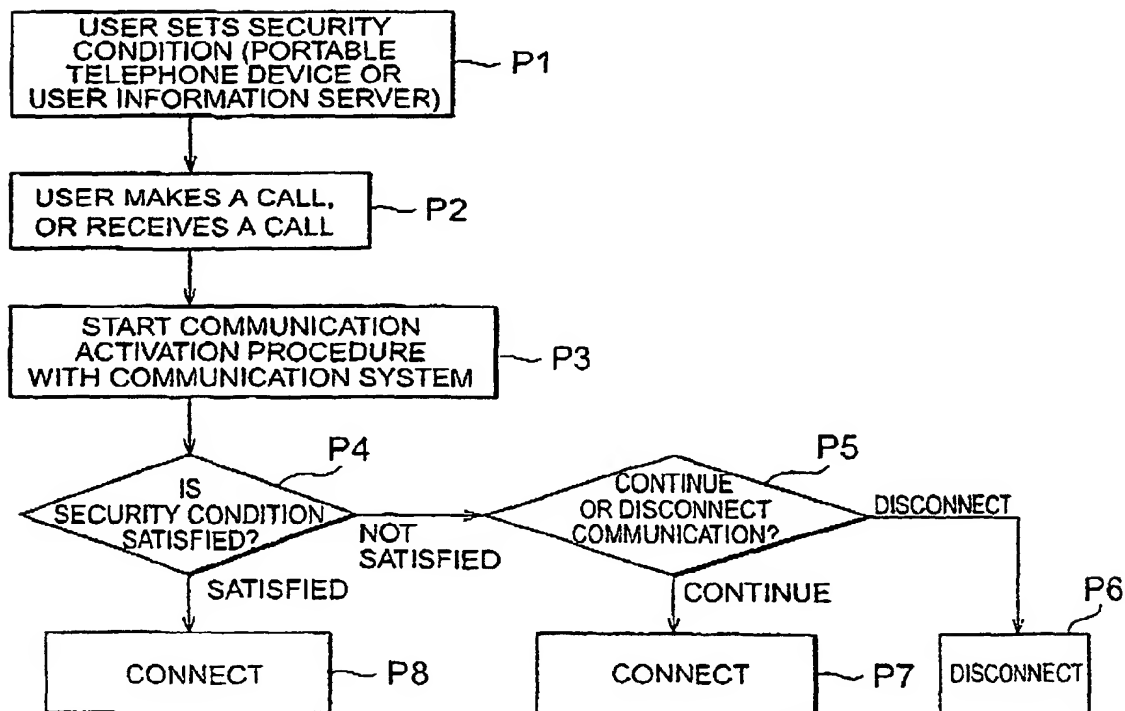 USER SETS SECURITY
CONDITION (PORTABLE
TELEPHONE DEVICE OR
USER INFORMATION SERVER)
P1
USER MAKES A CALL,
OR RECEIVES A CALL
P2
START COMMUNICATION
ACTIVATION PROCEDURE
WITH COMMUNICATION SYSTEM
P3
P4
IS
SECURITY CONDITION
SATISFIED?
NOT
SATISFIED
SATISFIED
P5
CONTINUE
OR DISCONNECT
COMMUNICATION?
DISCONNECT
CONTINUE
P6
CONNECT
P8
CONNECT
P7
DISCONNECT